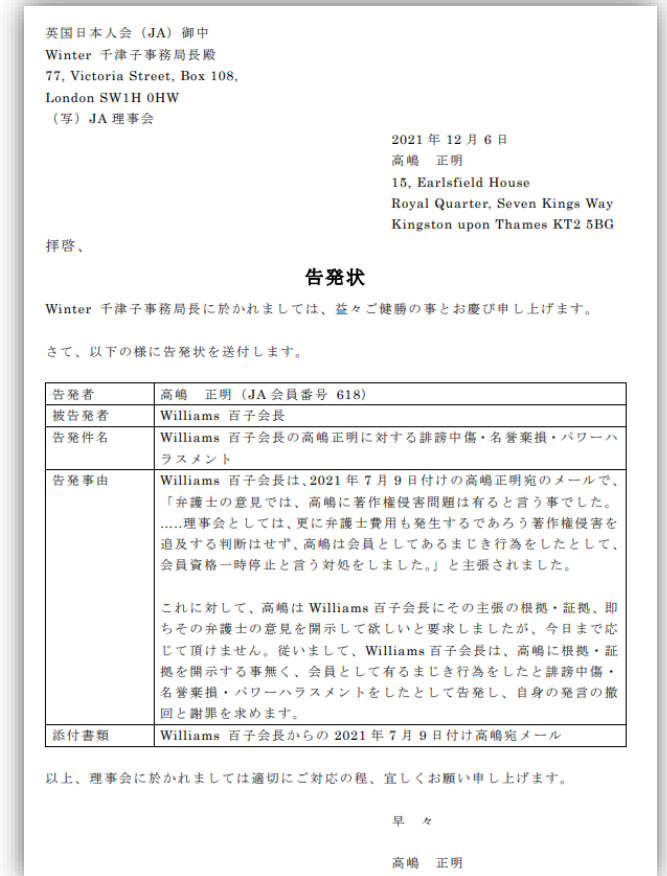 英国日本人会（JA）御中
Winter 千津子事務局長殿
77, Victoria Street, Box 108,
London SW1H 0HW
（写）JA 理事会
2021 年 12 月 6 日
高嶋　正明
15, Earlsfield House
Royal Quarter, Seven Kings Way
Kingston upon Thames KT2 5BG
拝啓、
告発状
Winter 千津子事務局長に於かれましては、益々ご健勝の事とお慶び申し上げます。
さて、以下の様に告発状を送付します。
告発者　高嶋　正明（JA 会員番号 618）
被告発者　Williams 百子会長
告発件名　Williams 百子会長の高嶋正明に対する誹謗中傷・名誉棄損・パワーハ
ラスメント
告発事由　Williams 百子会長は、2021 年 7 月 9 日付けの高嶋正明宛のメールで、
「弁護士の意見では、高嶋に著作権侵害問題は有ると言う事でした。
.....理事会としては、更に弁護士費用も発生するであろう著作権侵害を
追及する判断はせず、高嶋は会員としてあるまじき行為をしたとして、
会員資格一時停止と言う対処をしました。」と主張されました。
これに対して、高嶋は Williams 百子会長にその主張の根拠・証拠、即
ちその弁護士の意見を開示して欲しいと要求しましたが、今日まで応
じて頂けません。従いまして、Williams 百子会長は、高嶋に根拠・証
拠を開示する事無く、会員として有るまじき行為をしたと誹謗中傷・
名誉棄損・パワーハラスメントをしたとして告発し、自身の発言の撤
回と謝罪を求めます。
添付書類　Williams 百子会長からの 2021 年 7 月 9 日付け高嶋宛メール
以上、理事会に於かれましては適切にご対応の程、宜しくお願い申し上げます。
早　々
高嶋　正明